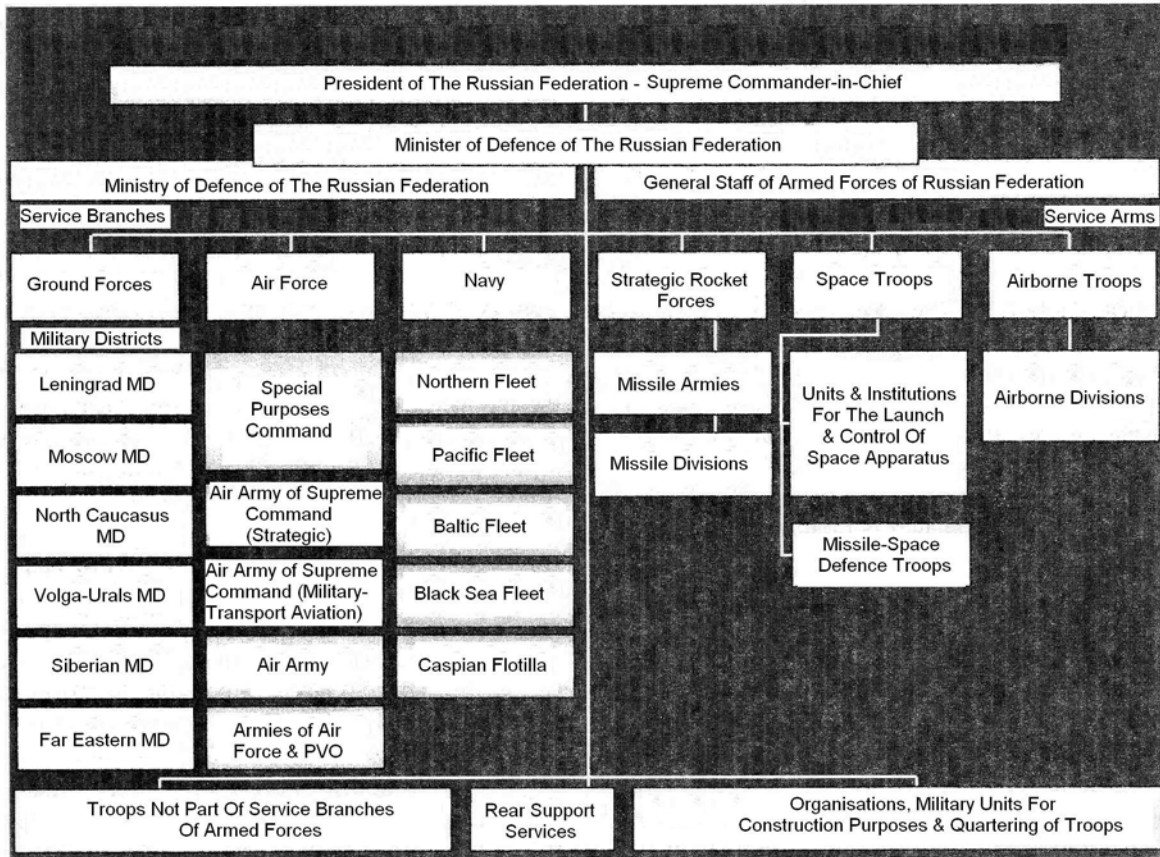 President of The Russian Federation - Supreme Commander-in-Chief
Minister of Defence of The Russian Federation
Ministry of Defence of The Russian Federation
General Staff of Armed Forces of Russian Federation
Service Branches
Service Arms
Ground Forces
Air Force
Navy
Strategic Rocket
Forces
Space Troops
Airborne Troops
Military Districts
Leningrad MD
Moscow MD
North Caucasus
MD
Volga-Urals MD
Siberian MD
Far Eastern MD
Special
Purposes
Command
Air Army of Supreme
Command
(Strategic)
Air Army of Supreme
Command (Military-
Transport Aviation)
Air Army
Armies of Air
Force & PVO
Northern Fleet
Pacific Fleet
Baltic Fleet
Black Sea Fleet
Caspian Flotilla
Missile Armies
Missile Divisions
Units & Institutions
For The Launch
& Control Of
Space Apparatus
Missile-Space
Defence Troops
Airborne Divisions
Troops Not Part Of Service Branches
Of Armed Forces
Rear Support
Services
Organisations, Military Units For
Construction Purposes & Quartering of Troops